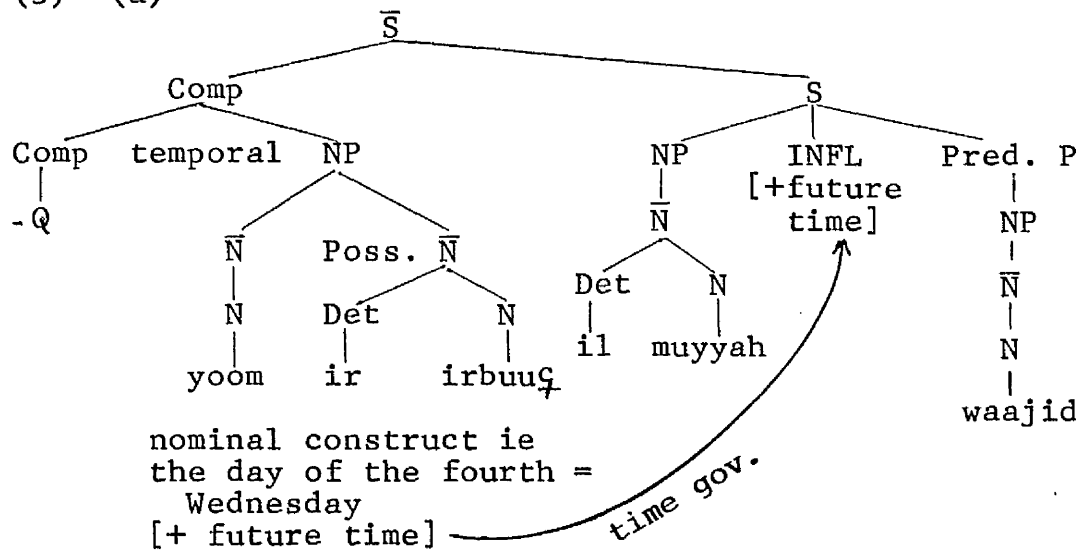 (3) (a)
S̄
Comp S
Comp temporal NP NP INFL Pred. P
[+future
-Q time] NP
N̄ Poss. N̄ N̄
Det N N̄
N Det N
il muyyah N
yoom ir irbuuʕ
waajid
nominal construct ie
the day of the fourth =
Wednesday
[+ future time]
time gov.